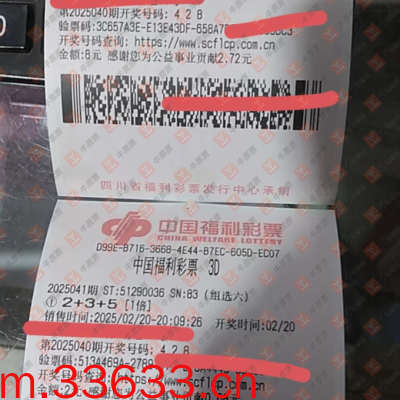 第2025040期开奖号码: 4 2 8
验票码:3C657A3E-E13E43DF-658A7
开奖号码查询: https://www.scflcp.com.cn
金额:8元 感谢您为公益事业贡献2.72元
四川省福利彩票发行中心承销
中国福利彩票
CHINA WELFARE LOTTERY
D99E-B716-3668-4E44-B7EC-605D-EC07
中国福利彩票 3D
2025041期 ST:51290036 SN:83 (组选六)
① 2+3+5 [1倍]
销售时间:2025/02/20-20:09:26 开奖时间:02/20
第2025040期开奖号码: 4 2 8
验票码:513A469A-2789
m.33633.cn